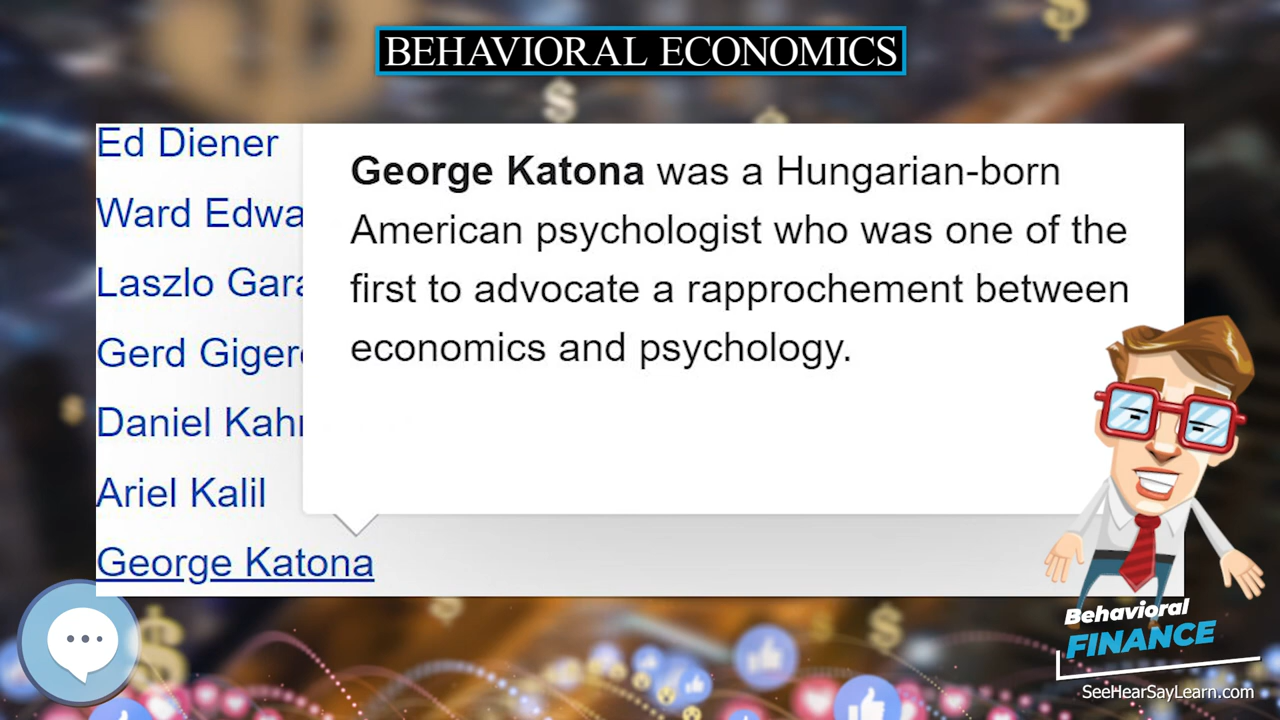 BEHAVIORAL ECONOMICS
Ed Diener
Ward Edwa
Laszlo Gara
Gerd Giger
Daniel Kah
Ariel Kalil
George Katona
George Katona was a Hungarian-born
American psychologist who was one of the
first to advocate a rapprochement between
economics and psychology.
Behavioral
FINANCE
SeeHearSayLearn.com